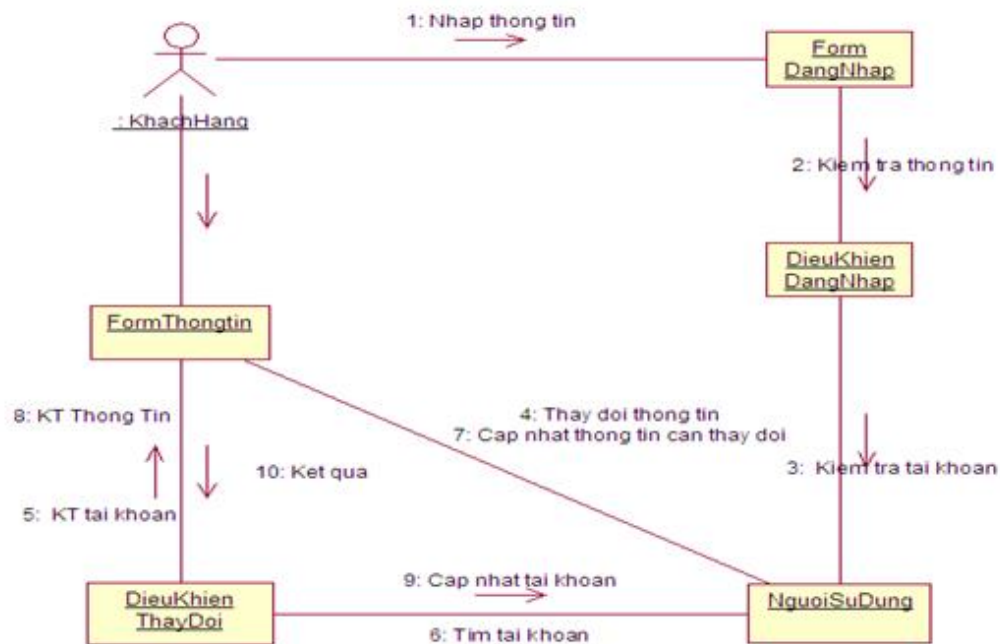 1: Nhap thong tin
Form
DangNhap
: KhachHang
2: Kiem tra thong tin
DieuKhien
DangNhap
FormThongtin
8: KT Thong Tin
4: Thay doi thong tin
7: Cap nhat thong tin can thay doi
10: Ket qua
3: Kiem tra tai khoan
5: KT tai khoan
9: Cap nhat tai khoan
DieuKhien
ThayDoi
NguoiSuDung
6: Tim tai khoan